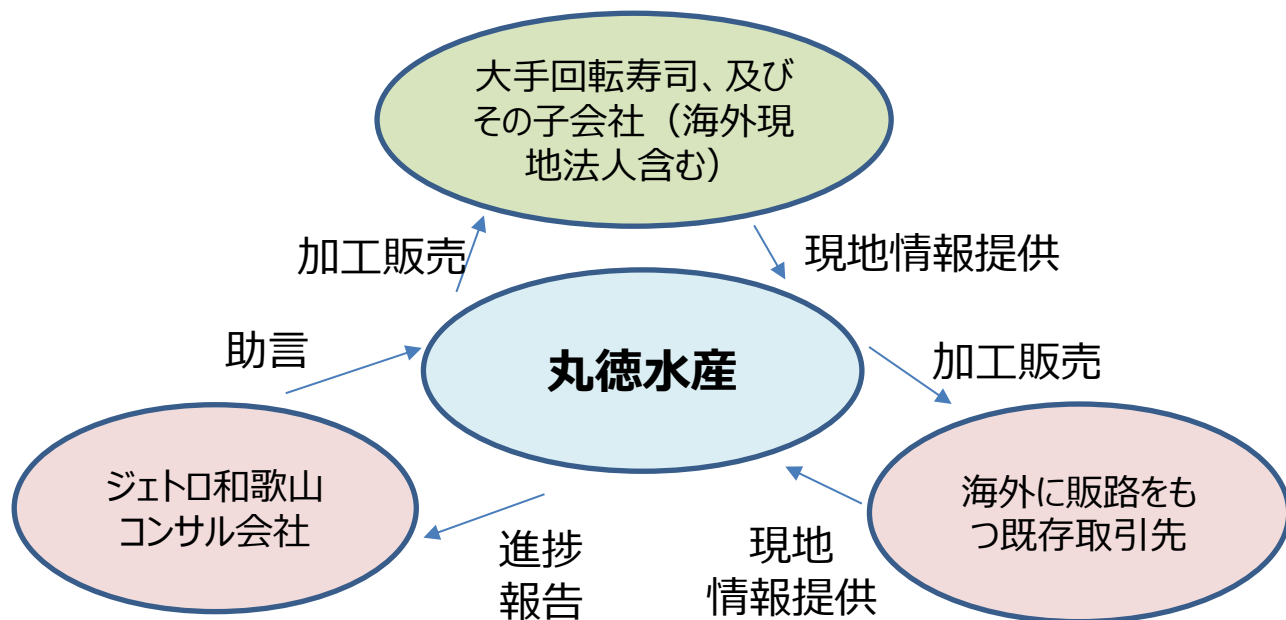 大手回転寿司、及び
その子会社（海外現
地法人含む）
加工販売
現地情報提供
助言
丸徳水産
加工販売
ジェトロ和歌山
コンサル会社
海外に販路をも
つ既存取引先
進捗
報告
現地
情報提供